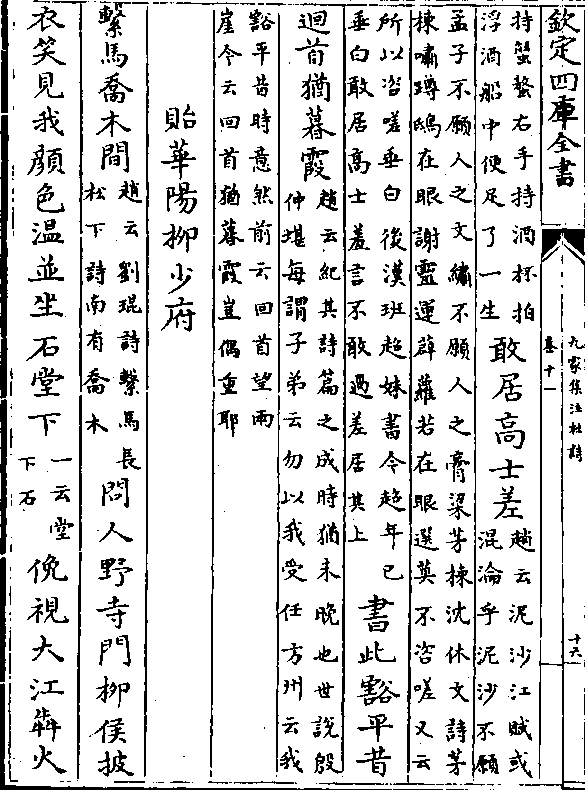 欽定四庫全書
九家集注杜詩
卷十一
十六
持蟹螯右手持酒杯拍
浮酒船中便足了一生
敢居高士差
趙云泥沙江賦或
混淪乎泥沙不願
孟子不願人之文繡不願人之膏粱茅棟沈休文詩茅
棟嘯蹲鴟在眼謝靈運薜蘿若在眼選莫不咨嗟又云
所以咨嗟垂白後漢班超妹書令超年已
垂白敢居高士差言不敢過差居其上
書此豁平昔
迴首猶暮霞
趙云紀其詩篇之成時猶未晚也世說殷
仲堪每謂子弟云勿以我受任方州云我
豁平昔時意然前云回首望兩
崖今云回首猶暮霞豈偶重耶
貽華陽柳少府
繫馬喬木間
趙云劉琨詩繫馬長
松下詩南有喬木
問人野寺門柳侯披
衣笑見我顏色溫並坐石堂下
一云堂
下石
俛視大江犇火